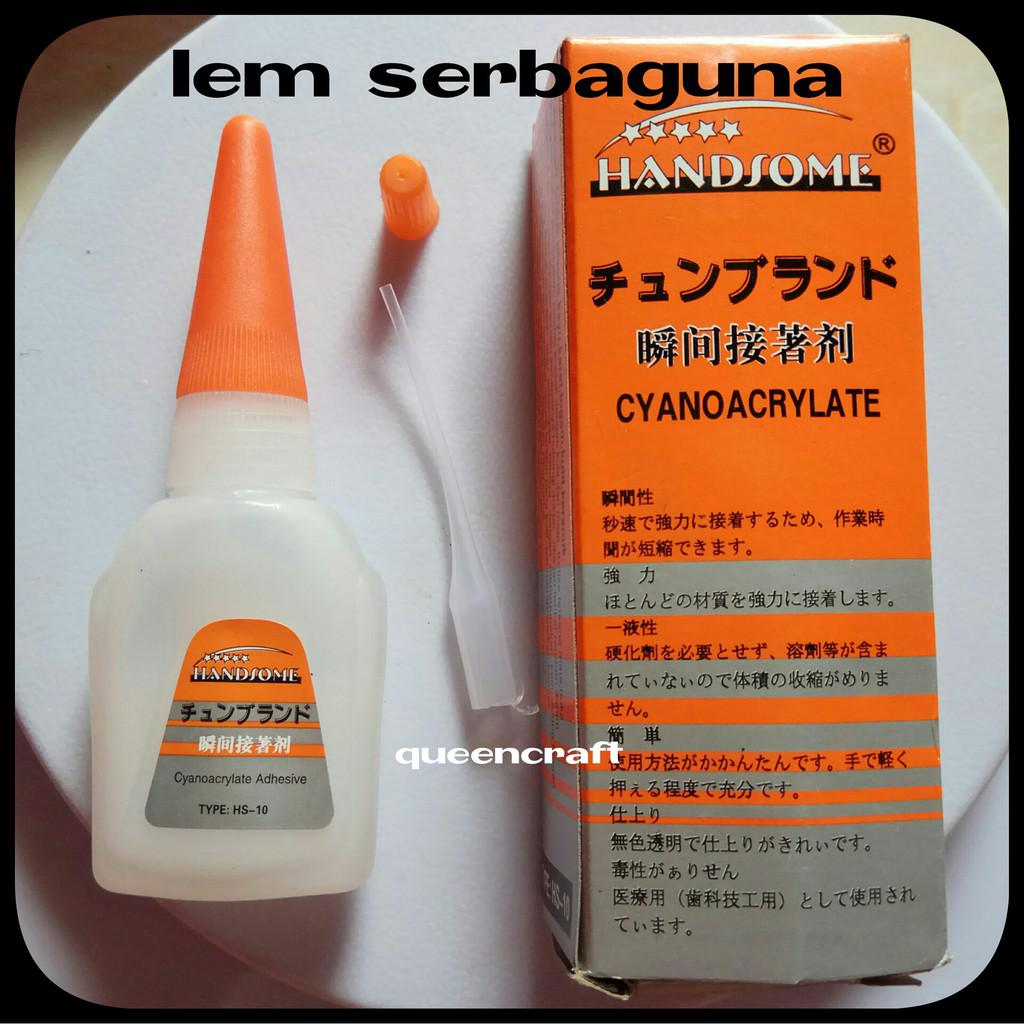 lem serbaguna
HANDSOME®
チュンブランド
瞬间接著剤
CYANOACRYLATE
瞬間性
秒速で強力に接着するため、作業時
間が短縮できます。
強 力
ほとんどの材質を強力に接着します。
一液性
硬化劑を必要とせず、溶劑等が含ま
れていないので体積の収縮がめりま
せん。
簡 単
使用方法がかかんたんです。手で軽く
押える程度で充分です。
仕上り
無色透明で仕上りがきれぃです。
毒性がぁりせん
医療用（歯科技工用）として使用され
てぃます。
HANDSOME
チュンブランド
瞬间接著剤
Cyanoacrylate Adhesive
TYPE: HS-10
queencraft
PE HS-10